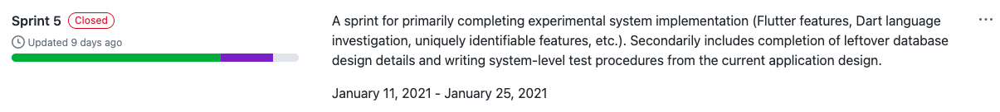 Sprint 5 Closed
Updated 9 days ago
A sprint for primarily completing experimental system implementation (Flutter features, Dart language
investigation, uniquely identifiable features, etc.). Secondarily includes completion of leftover database
design details and writing system-level test procedures from the current application design.
January 11, 2021 - January 25, 2021